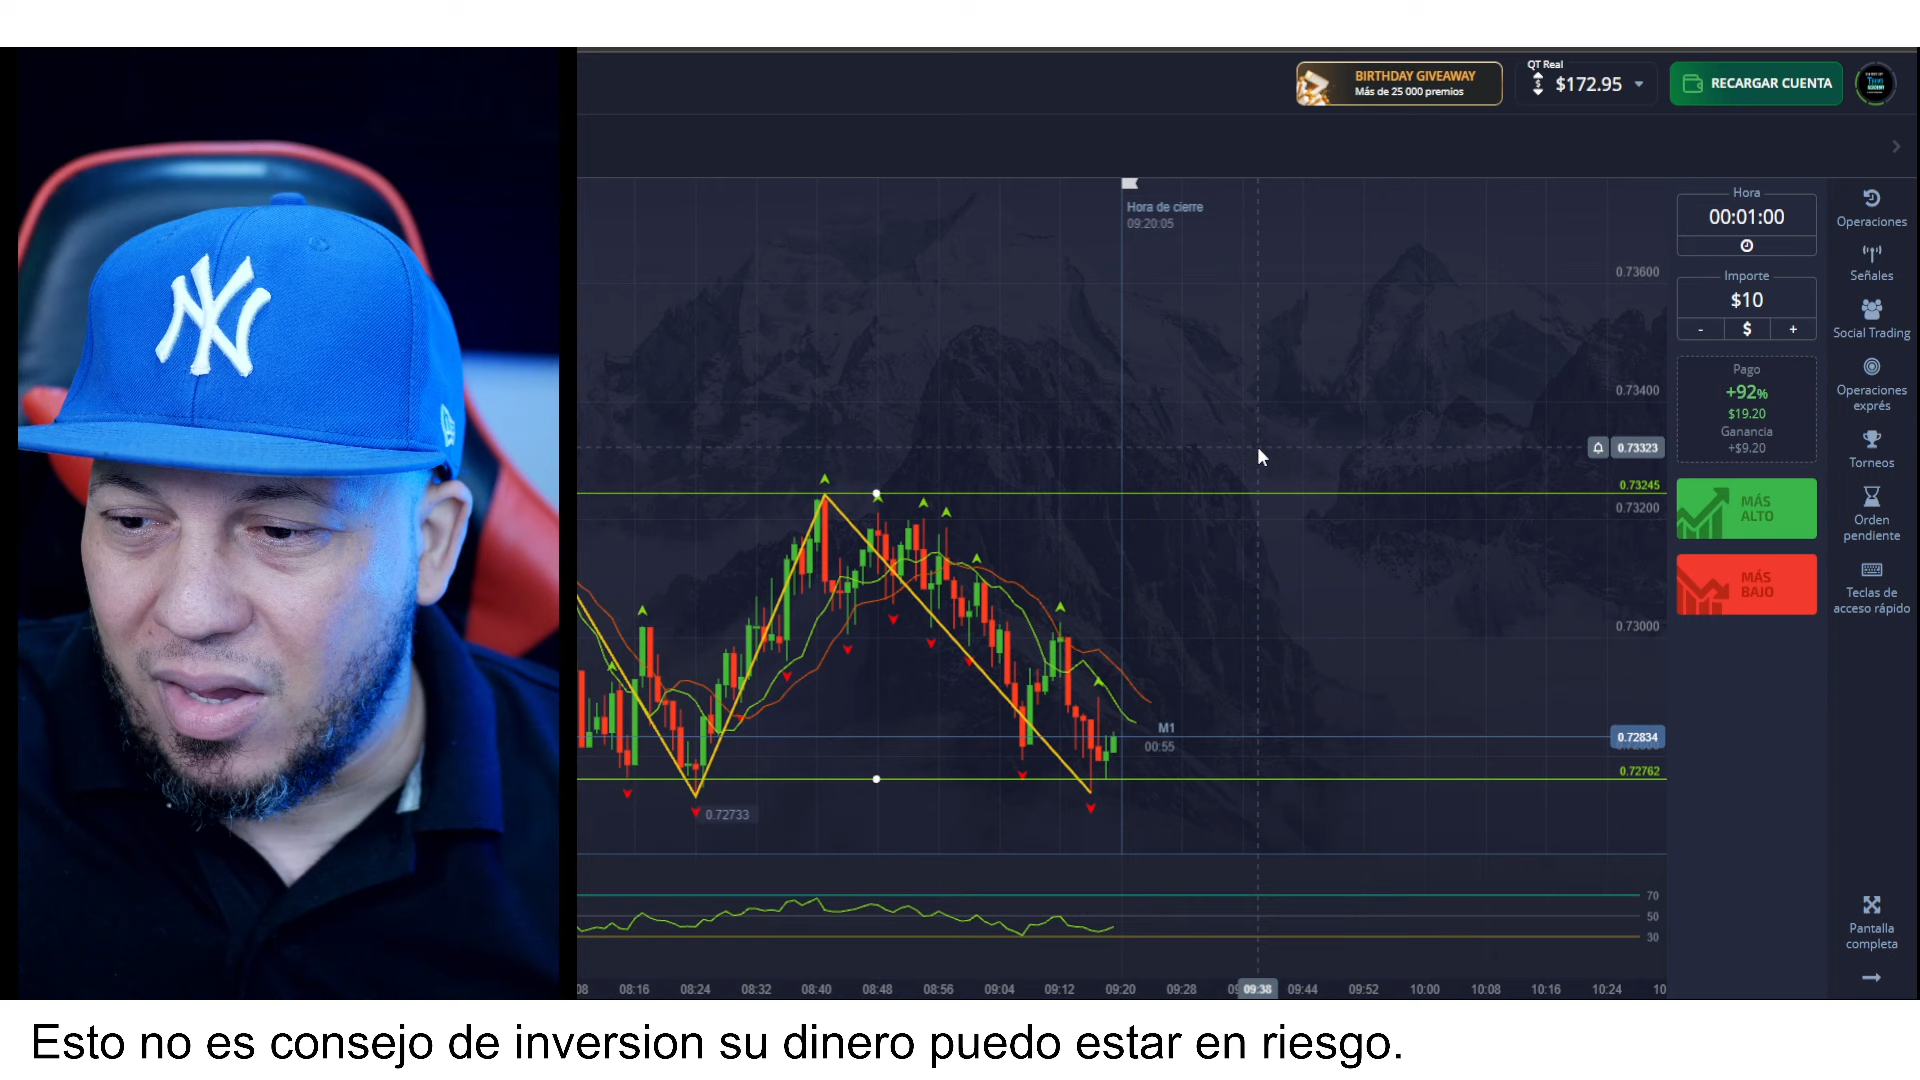 BIRTHDAY GIVEAWAY
Más de 25 000 premios
QT Real
$172.95
RECARGAR CUENTA
Hora de cierre
09:20:05
Hora
00:01:00
Importe
$10
- $ +
Pago
+92%
$19.20
Ganancia
+$9.20
MÁS
ALTO
MÁS
BAJO
Operaciones
Señales
Social Trading
Operaciones
exprés
Torneos
Orden
pendiente
Teclas de
acceso rápido
Pantalla
completa
0.73600
0.73400
0.73323
0.73245
0.73200
0.73000
0.72834
0.72762
M1
00:55
0.72733
70
50
30
08 08:16 08:24 08:32 08:40 08:48 08:56 09:04 09:12 09:20 09:28 09:38 09:44 09:52 10:00 10:08 10:16 10:24 10
NY
Esto no es consejo de inversion su dinero puedo estar en riesgo.